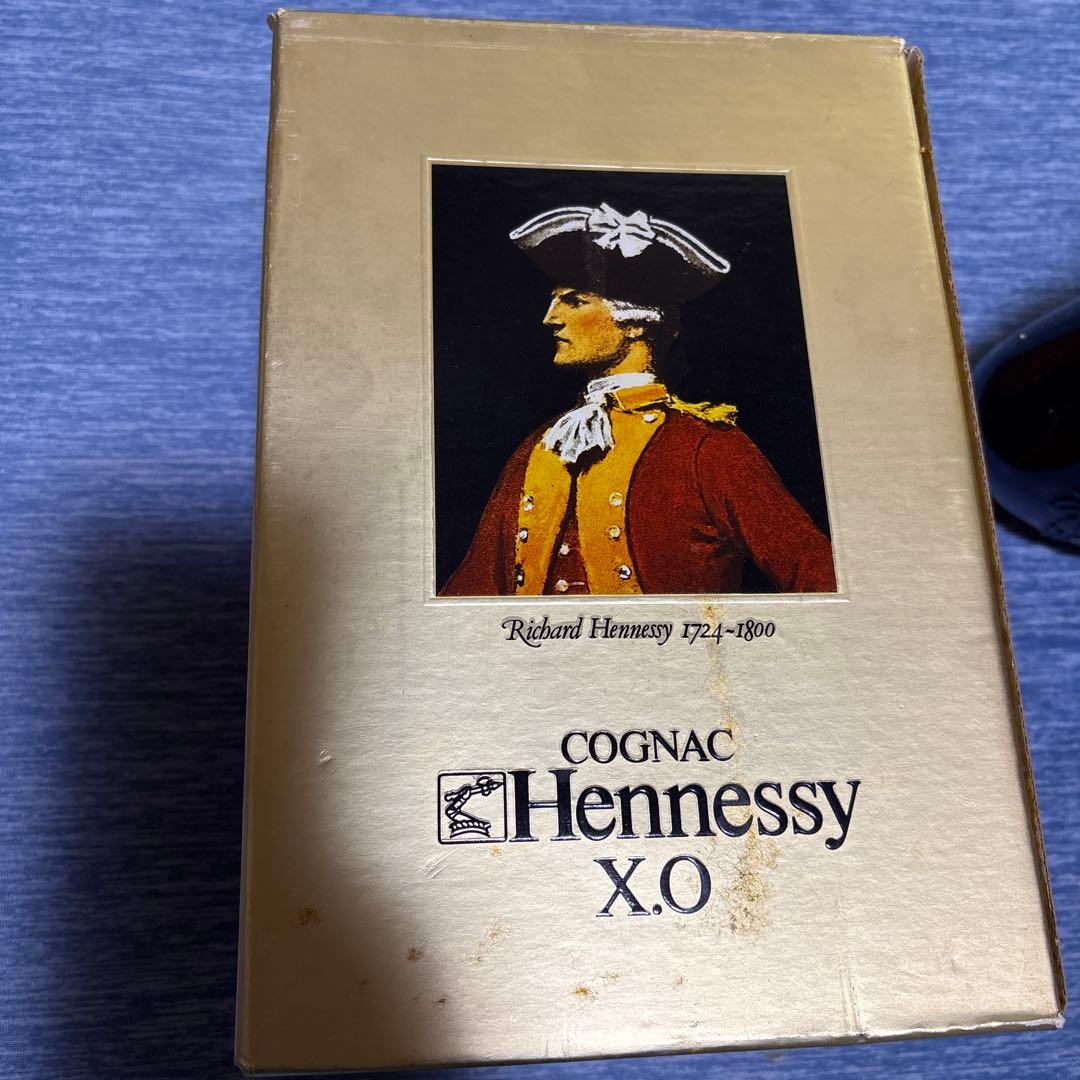 Richard Hennessy 1724~1800
COGNAC
Hennessy
X.O